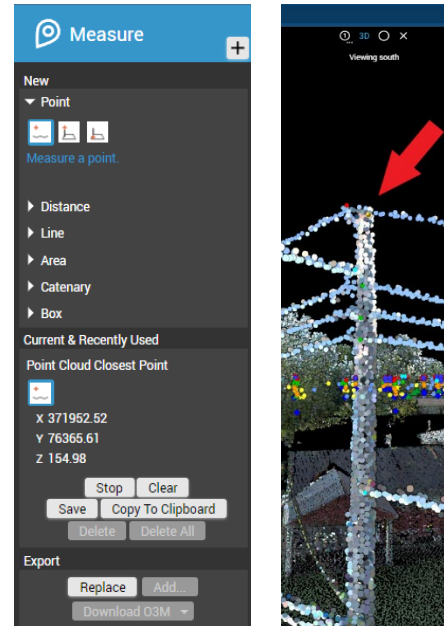 Measure
+
New
Point
Measure a point.
Distance
Line
Area
Catenary
Box
Current & Recently Used
Point Cloud Closest Point
X 371952.52
Y 76365.61
Z 154.98
Stop Clear
Save Copy To Clipboard
Delete Delete All
Export
Replace Add...
Download O3M
1 3D
Viewing south